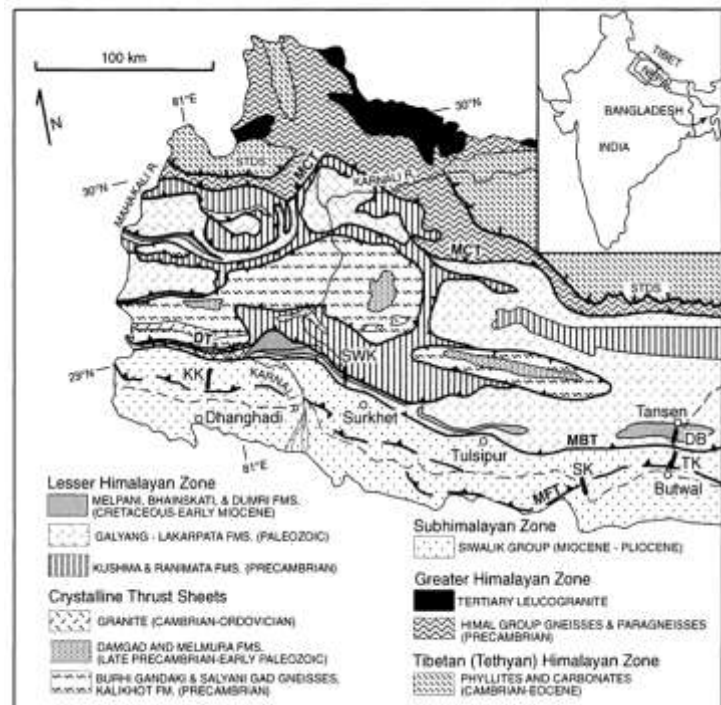 100 km
N
81°E
30°N
TIBET
BANGLADESH
INDIA
30°N
MAHAKALI R.
STDS
MCT
KARNALI R.
MCT
STDS
DT
29°N
KK
KARNALI R.
SWK
Surkhet
Dhanghadi
81°E
Tulsipur
MBT
Tansen
DB
TK
SK
Butwal
MFT
Lesser Himalayan Zone
MELPANI, BHAINSKATI, & DUMRI FMS.
(CRETACEOUS-EARLY MIOCENE)
GALYANG - LAKARPATA FMS. (PALEOZOIC)
KUSHMA & RANIMATA FMS. (PRECAMBRIAN)
Crystalline Thrust Sheets
GRANITE (CAMBRIAN-ORDOVICIAN)
DAMGAD AND MELMURA FMS.
(LATE PRECAMBRIAN-EARLY PALEOZOIC)
BURHI GANDAKI & SALYANI GAD GNEISSES,
KALIKHOT FM. (PRECAMBRIAN)
Subhimalayan Zone
SIWALIK GROUP (MIOCENE - PLIOCENE)
Greater Himalayan Zone
TERTIARY LEUCOGRANITE
HIMAL GROUP GNEISSES & PARAGNEISSES
(PRECAMBRIAN)
Tibetan (Tethyan) Himalayan Zone
PHYLLITES AND CARBONATES
(CAMBRIAN-EOCENE)